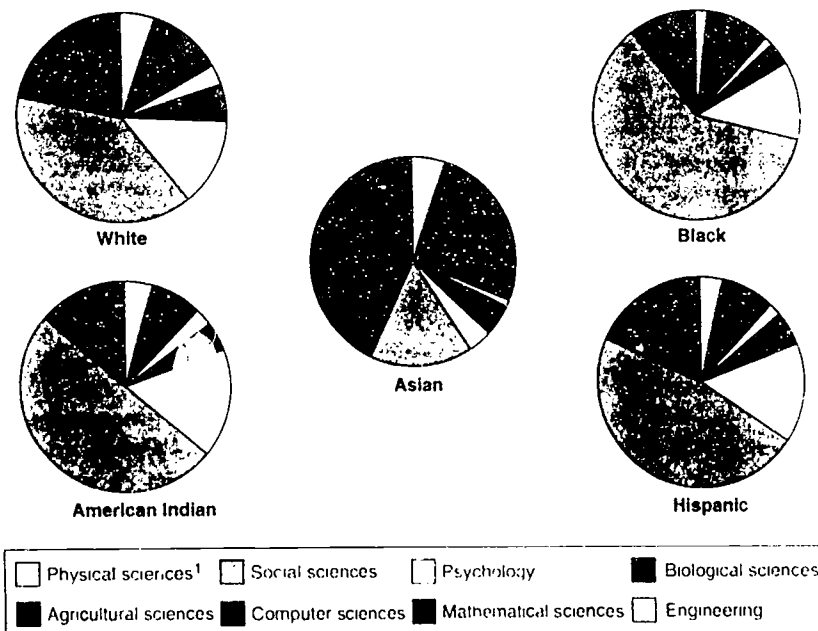 White
Black
Asian
American Indian
Hispanic
Physical sciences¹
Social sciences
Psychology
Biological sciences
Agricultural sciences
Computer sciences
Mathematical sciences
Engineering